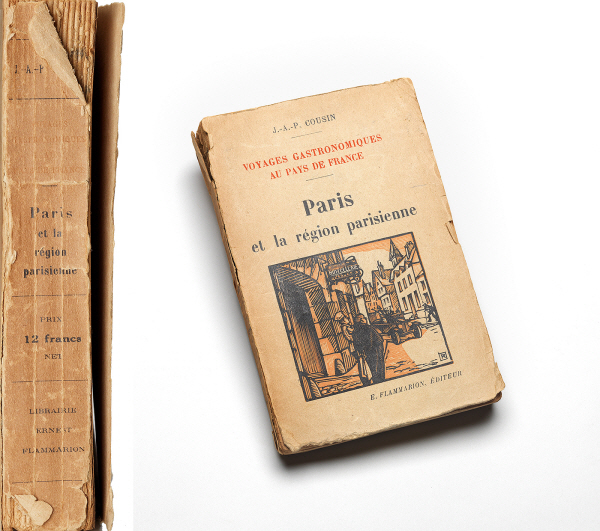 J.-A.-P
Paris
et la
région
parisienne
PRIX
12 francs
NET
LIBRAIRIE
ERNEST
FLAMMARION
J.-A.-P. COUSIN
VOYAGES GASTRONOMIQUES
AU PAYS DE FRANCE
Paris
et la région parisienne
E. FLAMMARION, ÉDITEUR